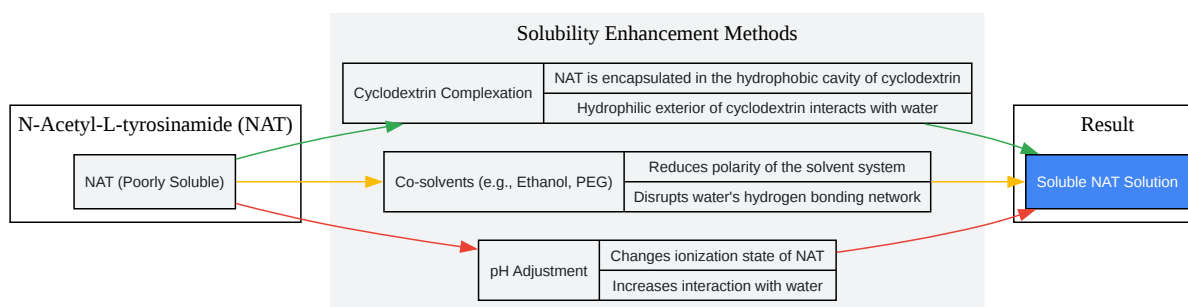 Solubility Enhancement Methods
N-Acetyl-L-tyrosinamide (NAT)
NAT (Poorly Soluble)
Cyclodextrin Complexation
NAT is encapsulated in the hydrophobic cavity of cyclodextrin
Hydrophilic exterior of cyclodextrin interacts with water
Co-solvents (e.g., Ethanol, PEG)
Reduces polarity of the solvent system
Disrupts water's hydrogen bonding network
pH Adjustment
Changes ionization state of NAT
Increases interaction with water
Result
Soluble NAT Solution